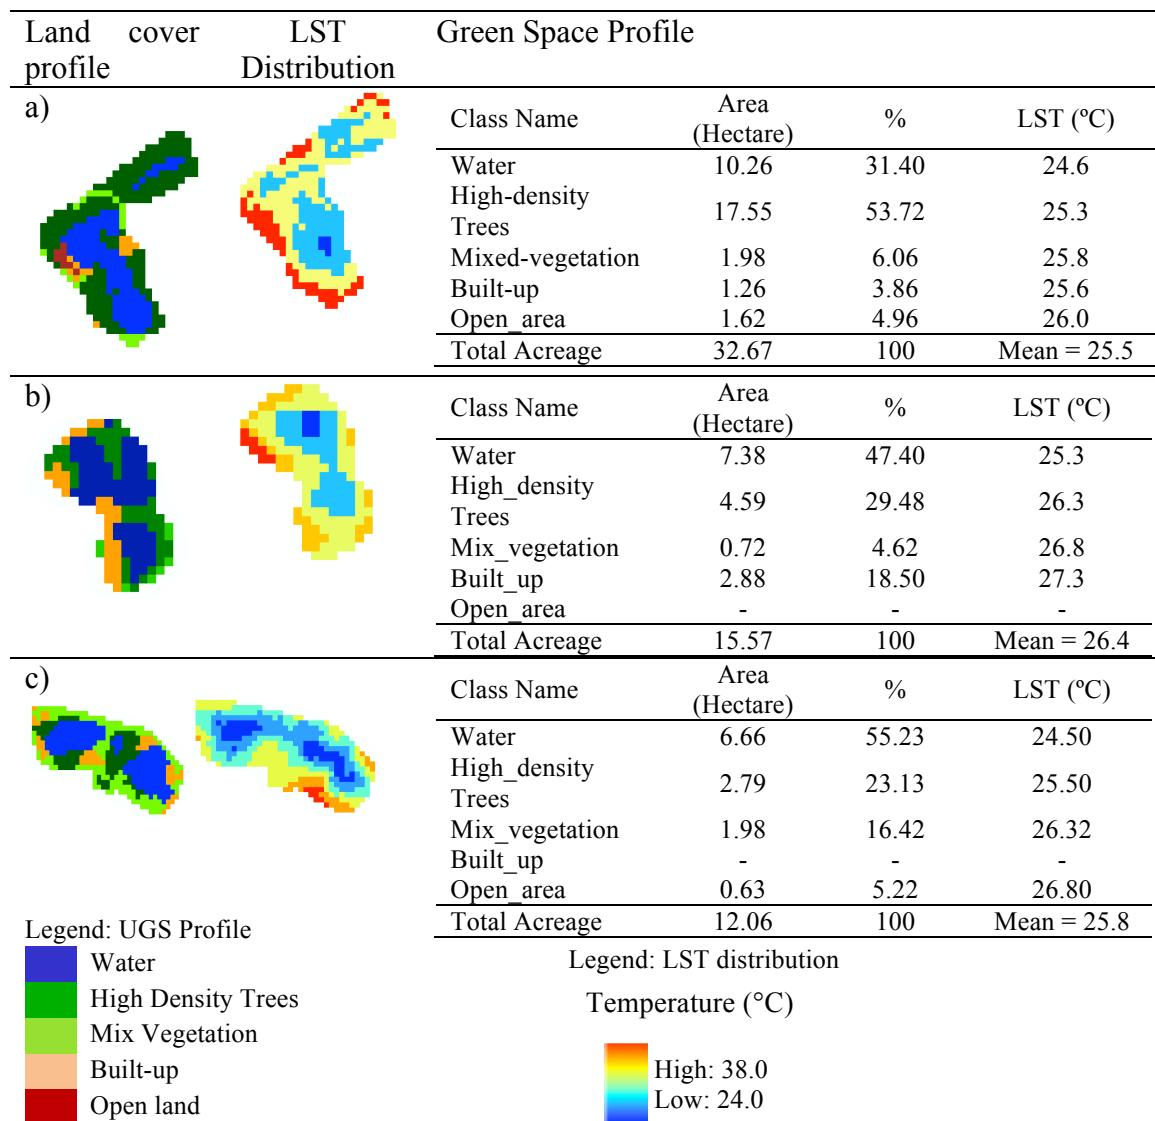 Land cover profile
LST Distribution
Green Space Profile
a)
Class Name Area (Hectare) % LST (ºC)
Water 10.26 31.40 24.6
High-density Trees 17.55 53.72 25.3
Mixed-vegetation 1.98 6.06 25.8
Built-up 1.26 3.86 25.6
Open_area 1.62 4.96 26.0
Total Acreage 32.67 100 Mean = 25.5
b)
Class Name Area (Hectare) % LST (ºC)
Water 7.38 47.40 25.3
High_density Trees 4.59 29.48 26.3
Mix_vegetation 0.72 4.62 26.8
Built_up 2.88 18.50 27.3
Open_area - - -
Total Acreage 15.57 100 Mean = 26.4
c)
Class Name Area (Hectare) % LST (ºC)
Water 6.66 55.23 24.50
High_density Trees 2.79 23.13 25.50
Mix_vegetation 1.98 16.42 26.32
Built_up - - -
Open_area 0.63 5.22 26.80
Total Acreage 12.06 100 Mean = 25.8
Legend: UGS Profile
Water
High Density Trees
Mix Vegetation
Built-up
Open land
Legend: LST distribution
Temperature (°C)
High: 38.0
Low: 24.0